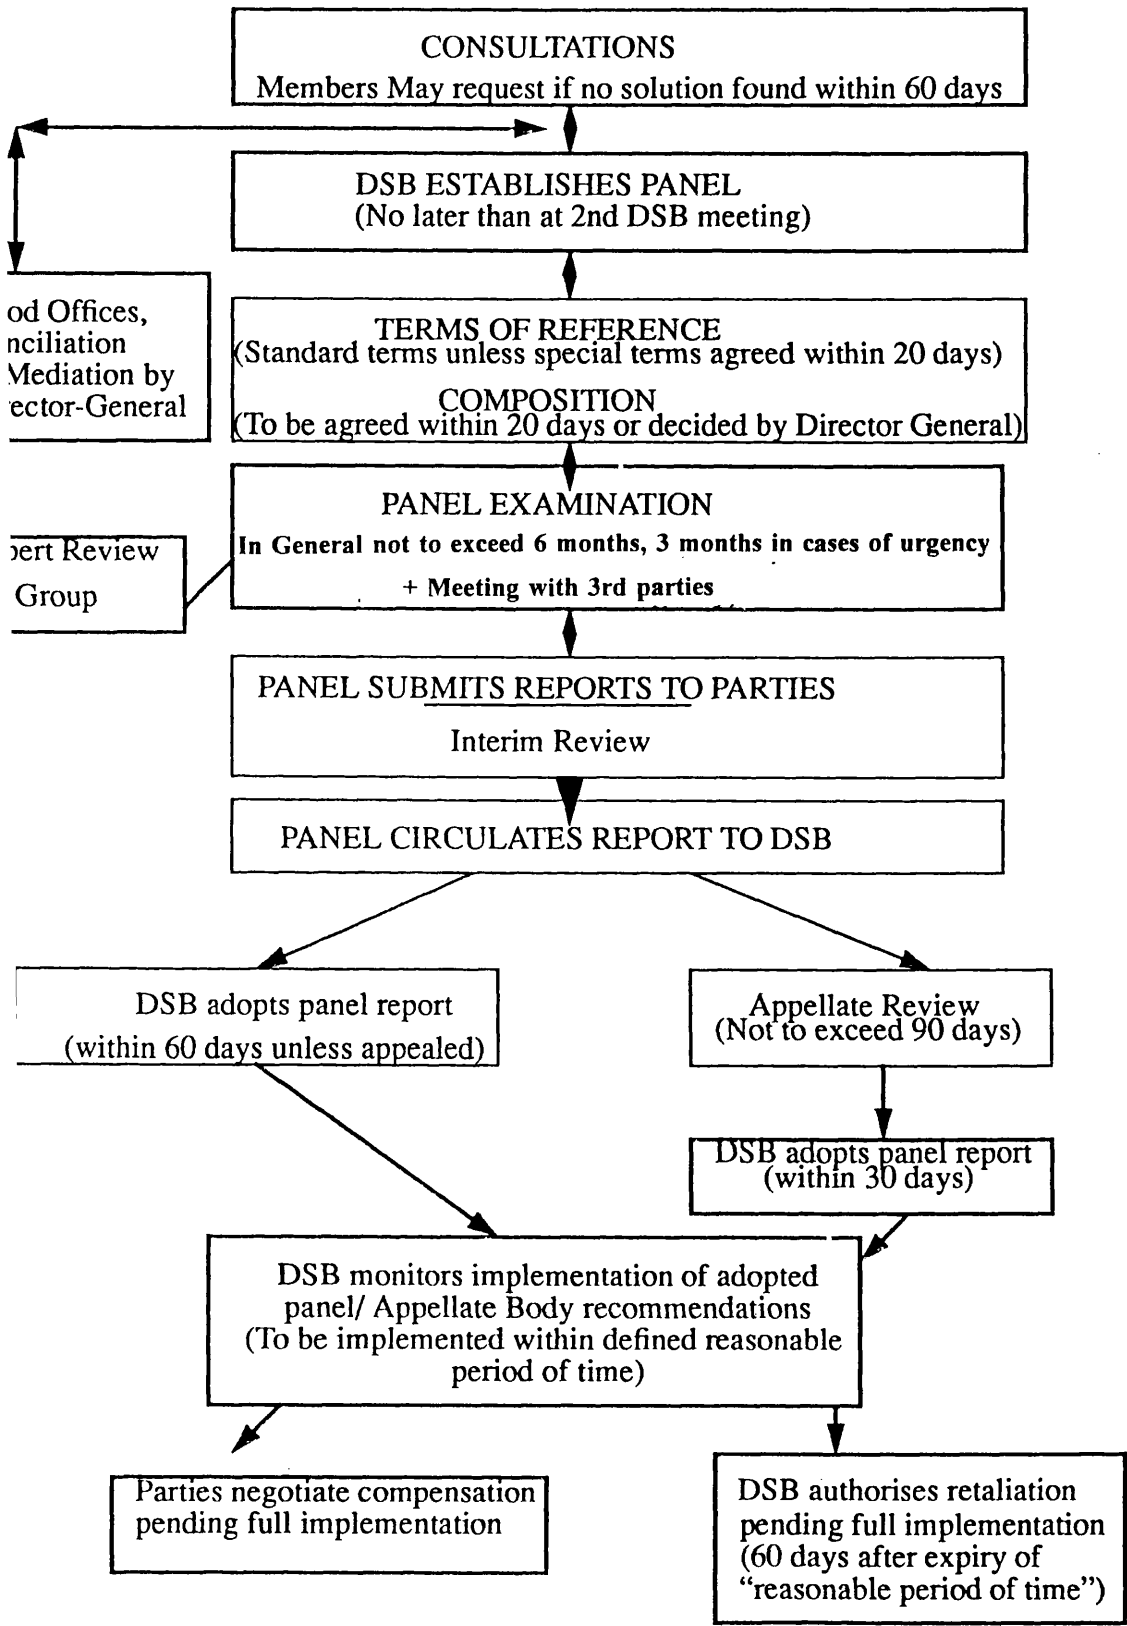 CONSULTATIONS
Members May request if no solution found within 60 days
DSB ESTABLISHES PANEL
(No later than at 2nd DSB meeting)
od Offices,
nciliation
Mediation by
ector-General
TERMS OF REFERENCE
(Standard terms unless special terms agreed within 20 days)
COMPOSITION
(To be agreed within 20 days or decided by Director General)
PANEL EXAMINATION
In General not to exceed 6 months, 3 months in cases of urgency
+ Meeting with 3rd parties
pert Review
Group
PANEL SUBMITS REPORTS TO PARTIES
Interim Review
PANEL CIRCULATES REPORT TO DSB
DSB adopts panel report
(within 60 days unless appealed)
Appellate Review
(Not to exceed 90 days)
DSB adopts panel report
(within 30 days)
DSB monitors implementation of adopted
panel/ Appellate Body recommendations
(To be implemented within defined reasonable
period of time)
Parties negotiate compensation
pending full implementation
DSB authorises retaliation
pending full implementation
(60 days after expiry of
“reasonable period of time”)